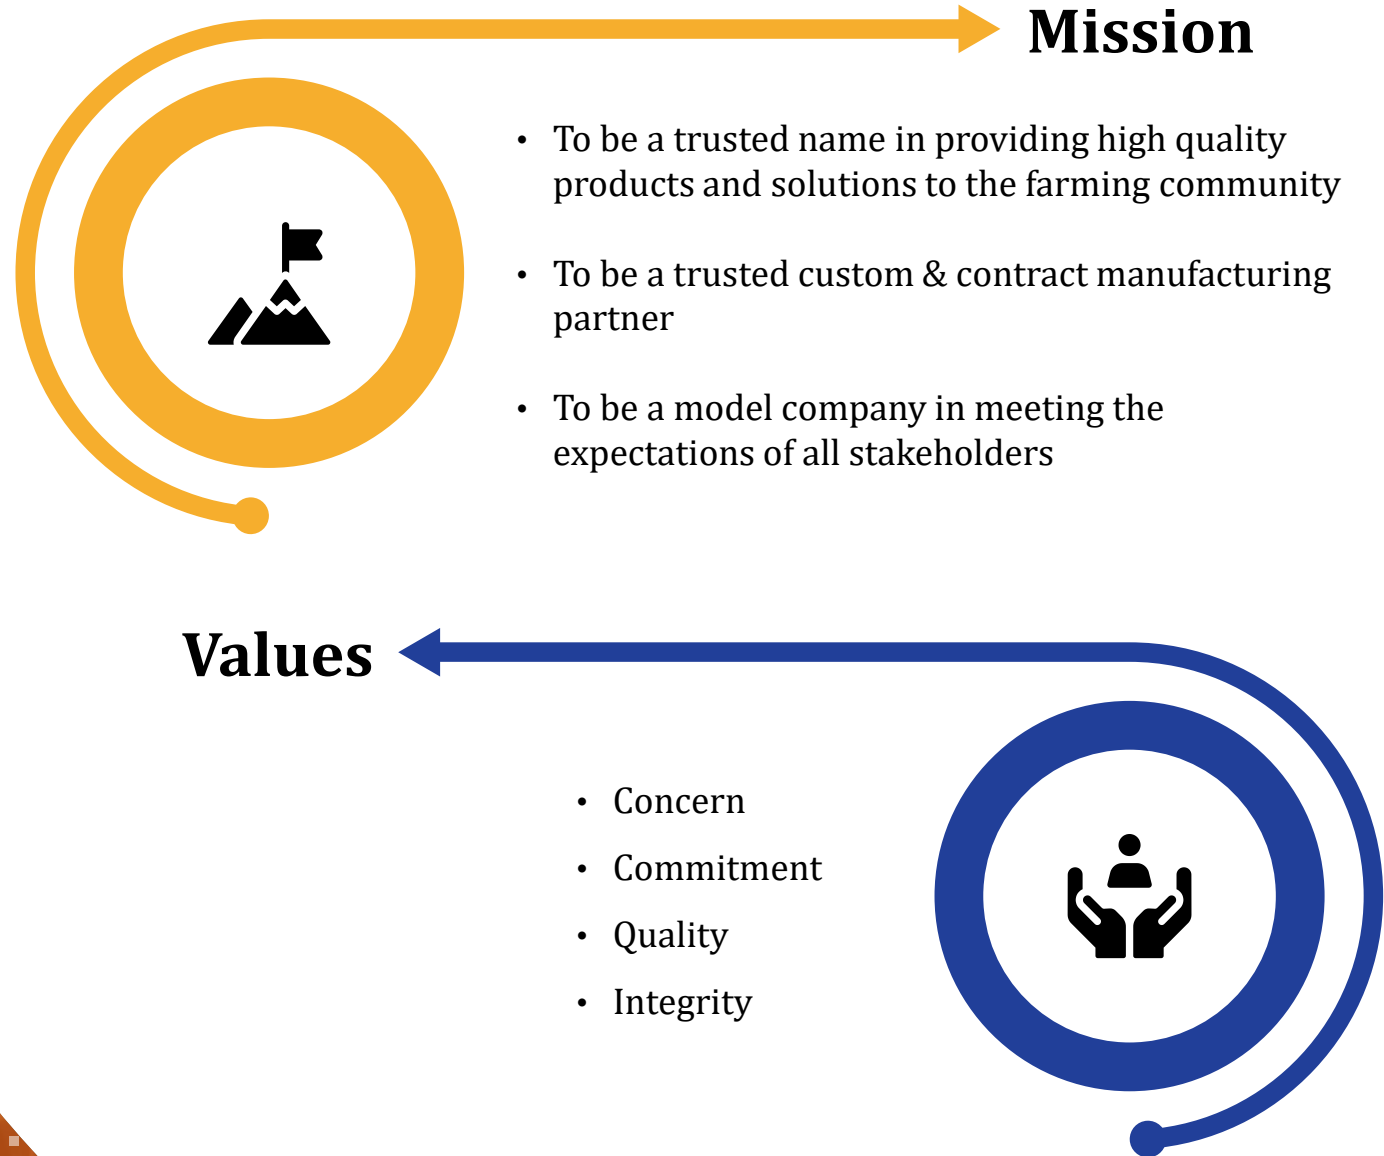 Mission
• To be a trusted name in providing high quality
products and solutions to the farming community
• To be a trusted custom & contract manufacturing
partner
• To be a model company in meeting the
expectations of all stakeholders
Values
• Concern
• Commitment
• Quality
• Integrity